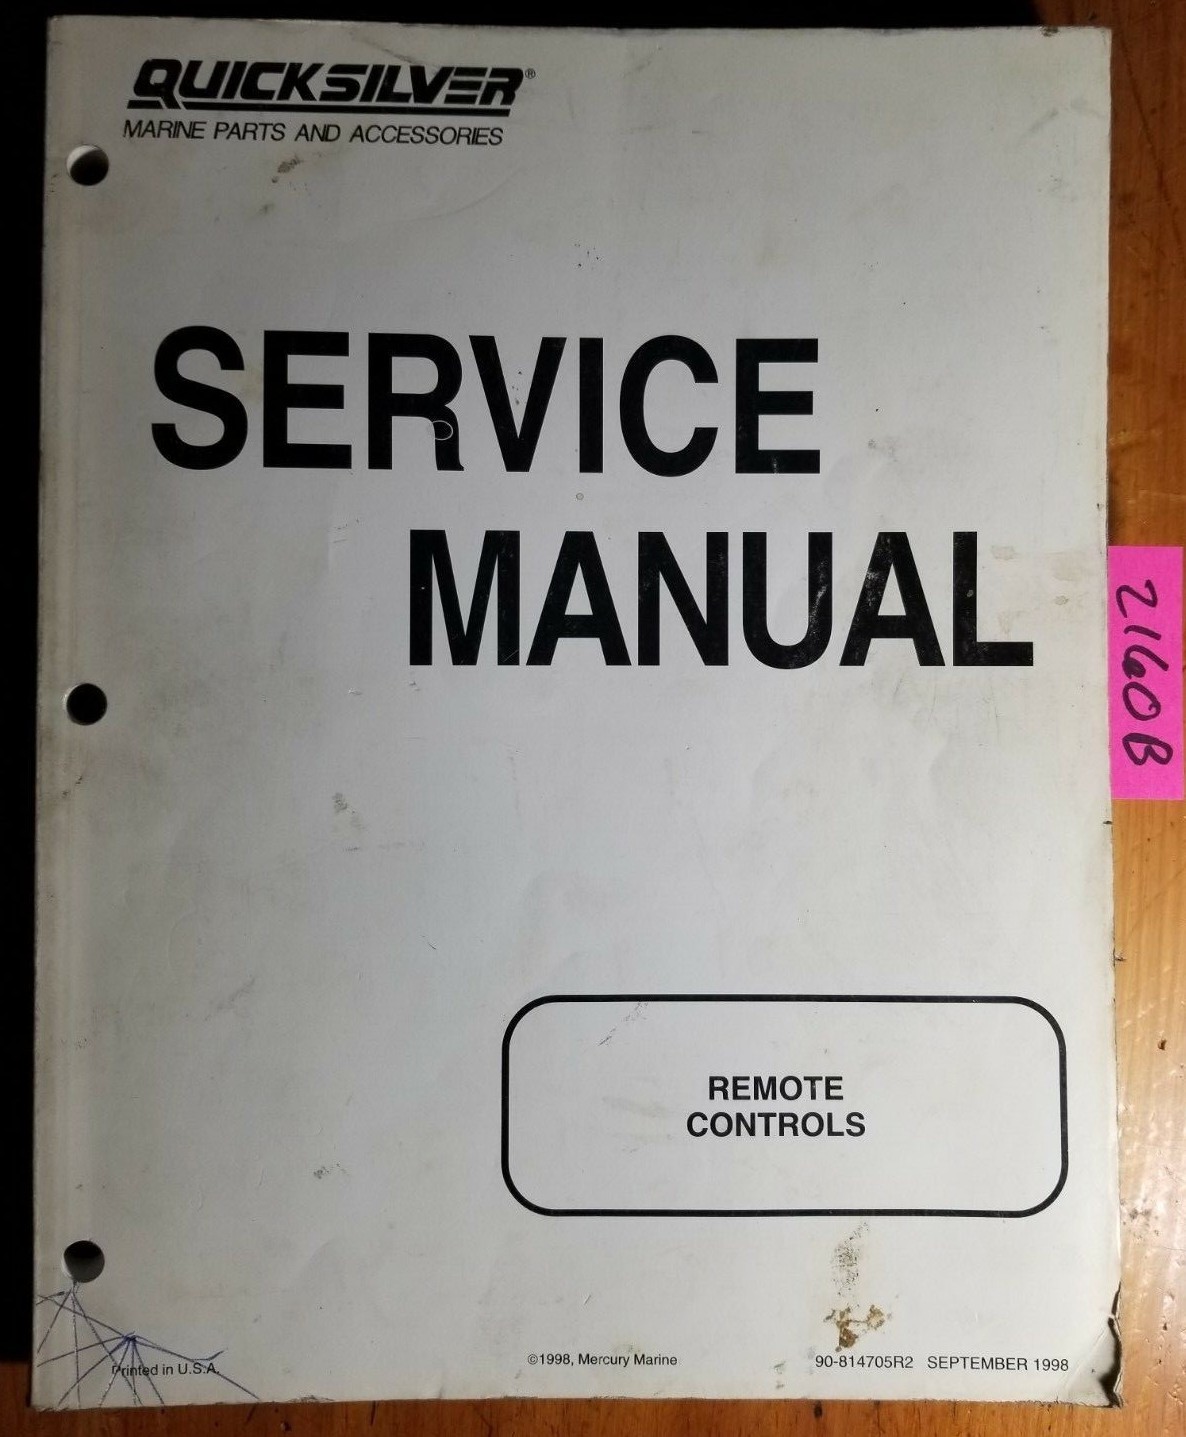 QUICKSILVER®
MARINE PARTS AND ACCESSORIES
SERVICE
MANUAL
2160B
REMOTE
CONTROLS
Printed in U.S.A.
©1998, Mercury Marine
90-814705R2 SEPTEMBER 1998